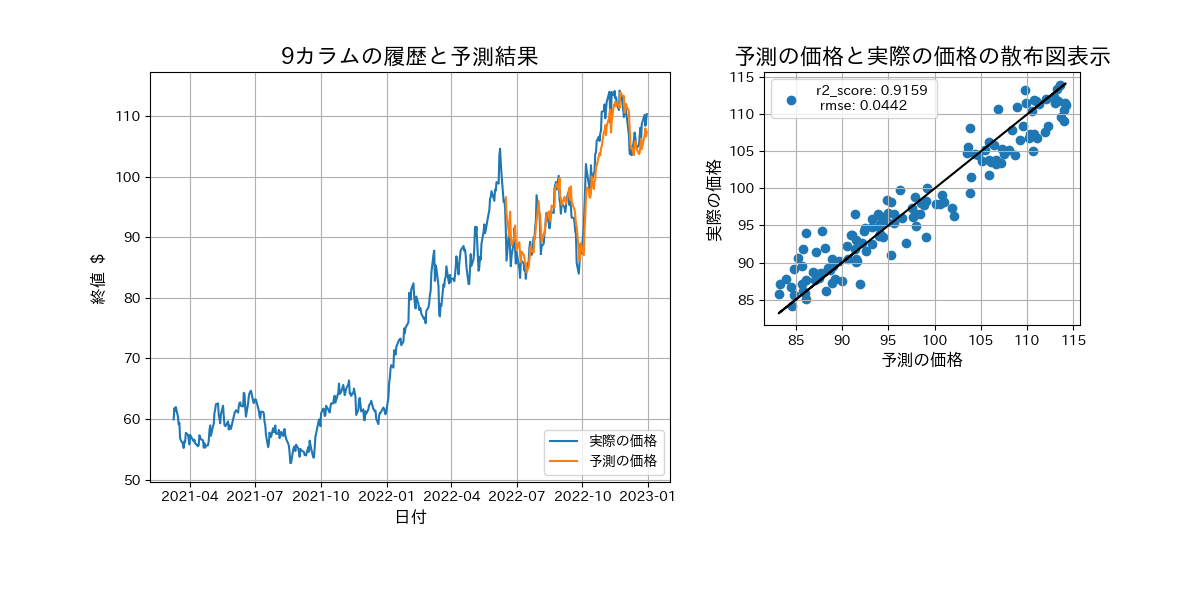 9カラムの履歴と予測結果
終値 $
110
100
90
80
70
60
50
実際の価格
予測の価格
2021-04 2021-07 2021-10 2022-01 2022-04 2022-07 2022-10 2023-01
日付
予測の価格と実際の価格の散布図表示
r2_score: 0.9159
rmse: 0.0442
実際の価格
115
110
105
100
95
90
85
85 90 95 100 105 110 115
予測の価格